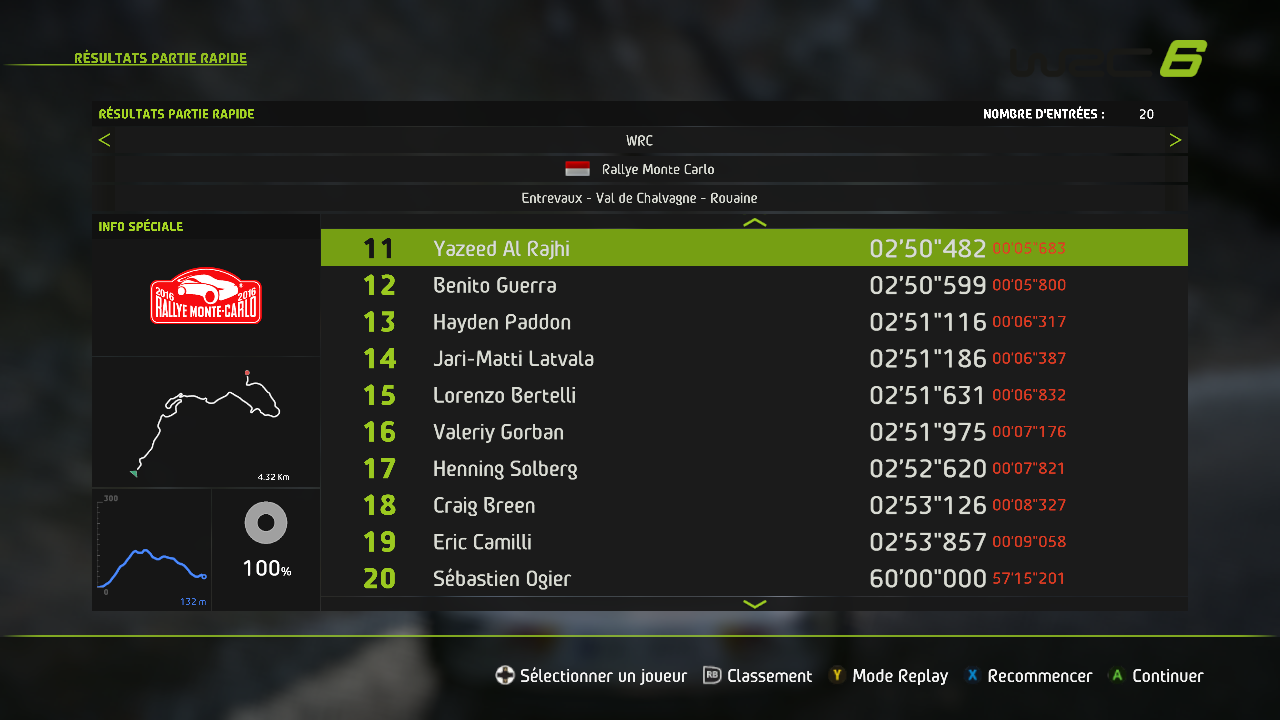 RÉSULTATS PARTIE RAPIDE
WRC 6
RÉSULTATS PARTIE RAPIDE NOMBRE D'ENTRÉES : 20
< WRC >
Rallye Monte Carlo
Entrevaux - Val de Chalvagne - Rouaine
INFO SPÉCIALE
2016 2016
RALLYE MONTE-CARLO
4.32 Km
300
0
132 m
100%
11 Yazeed Al Rajhi 02'50"482 00'05"683
12 Benito Guerra 02'50"599 00'05"800
13 Hayden Paddon 02'51"116 00'06"317
14 Jari-Matti Latvala 02'51"186 00'06"387
15 Lorenzo Bertelli 02'51"631 00'06"832
16 Valeriy Gorban 02'51"975 00'07"176
17 Henning Solberg 02'52"620 00'07"821
18 Craig Breen 02'53"126 00'08"327
19 Eric Camilli 02'53"857 00'09"058
20 Sébastien Ogier 60'00"000 57'15"201
Sélectionner un joueur RB Classement Y Mode Replay X Recommencer A Continuer